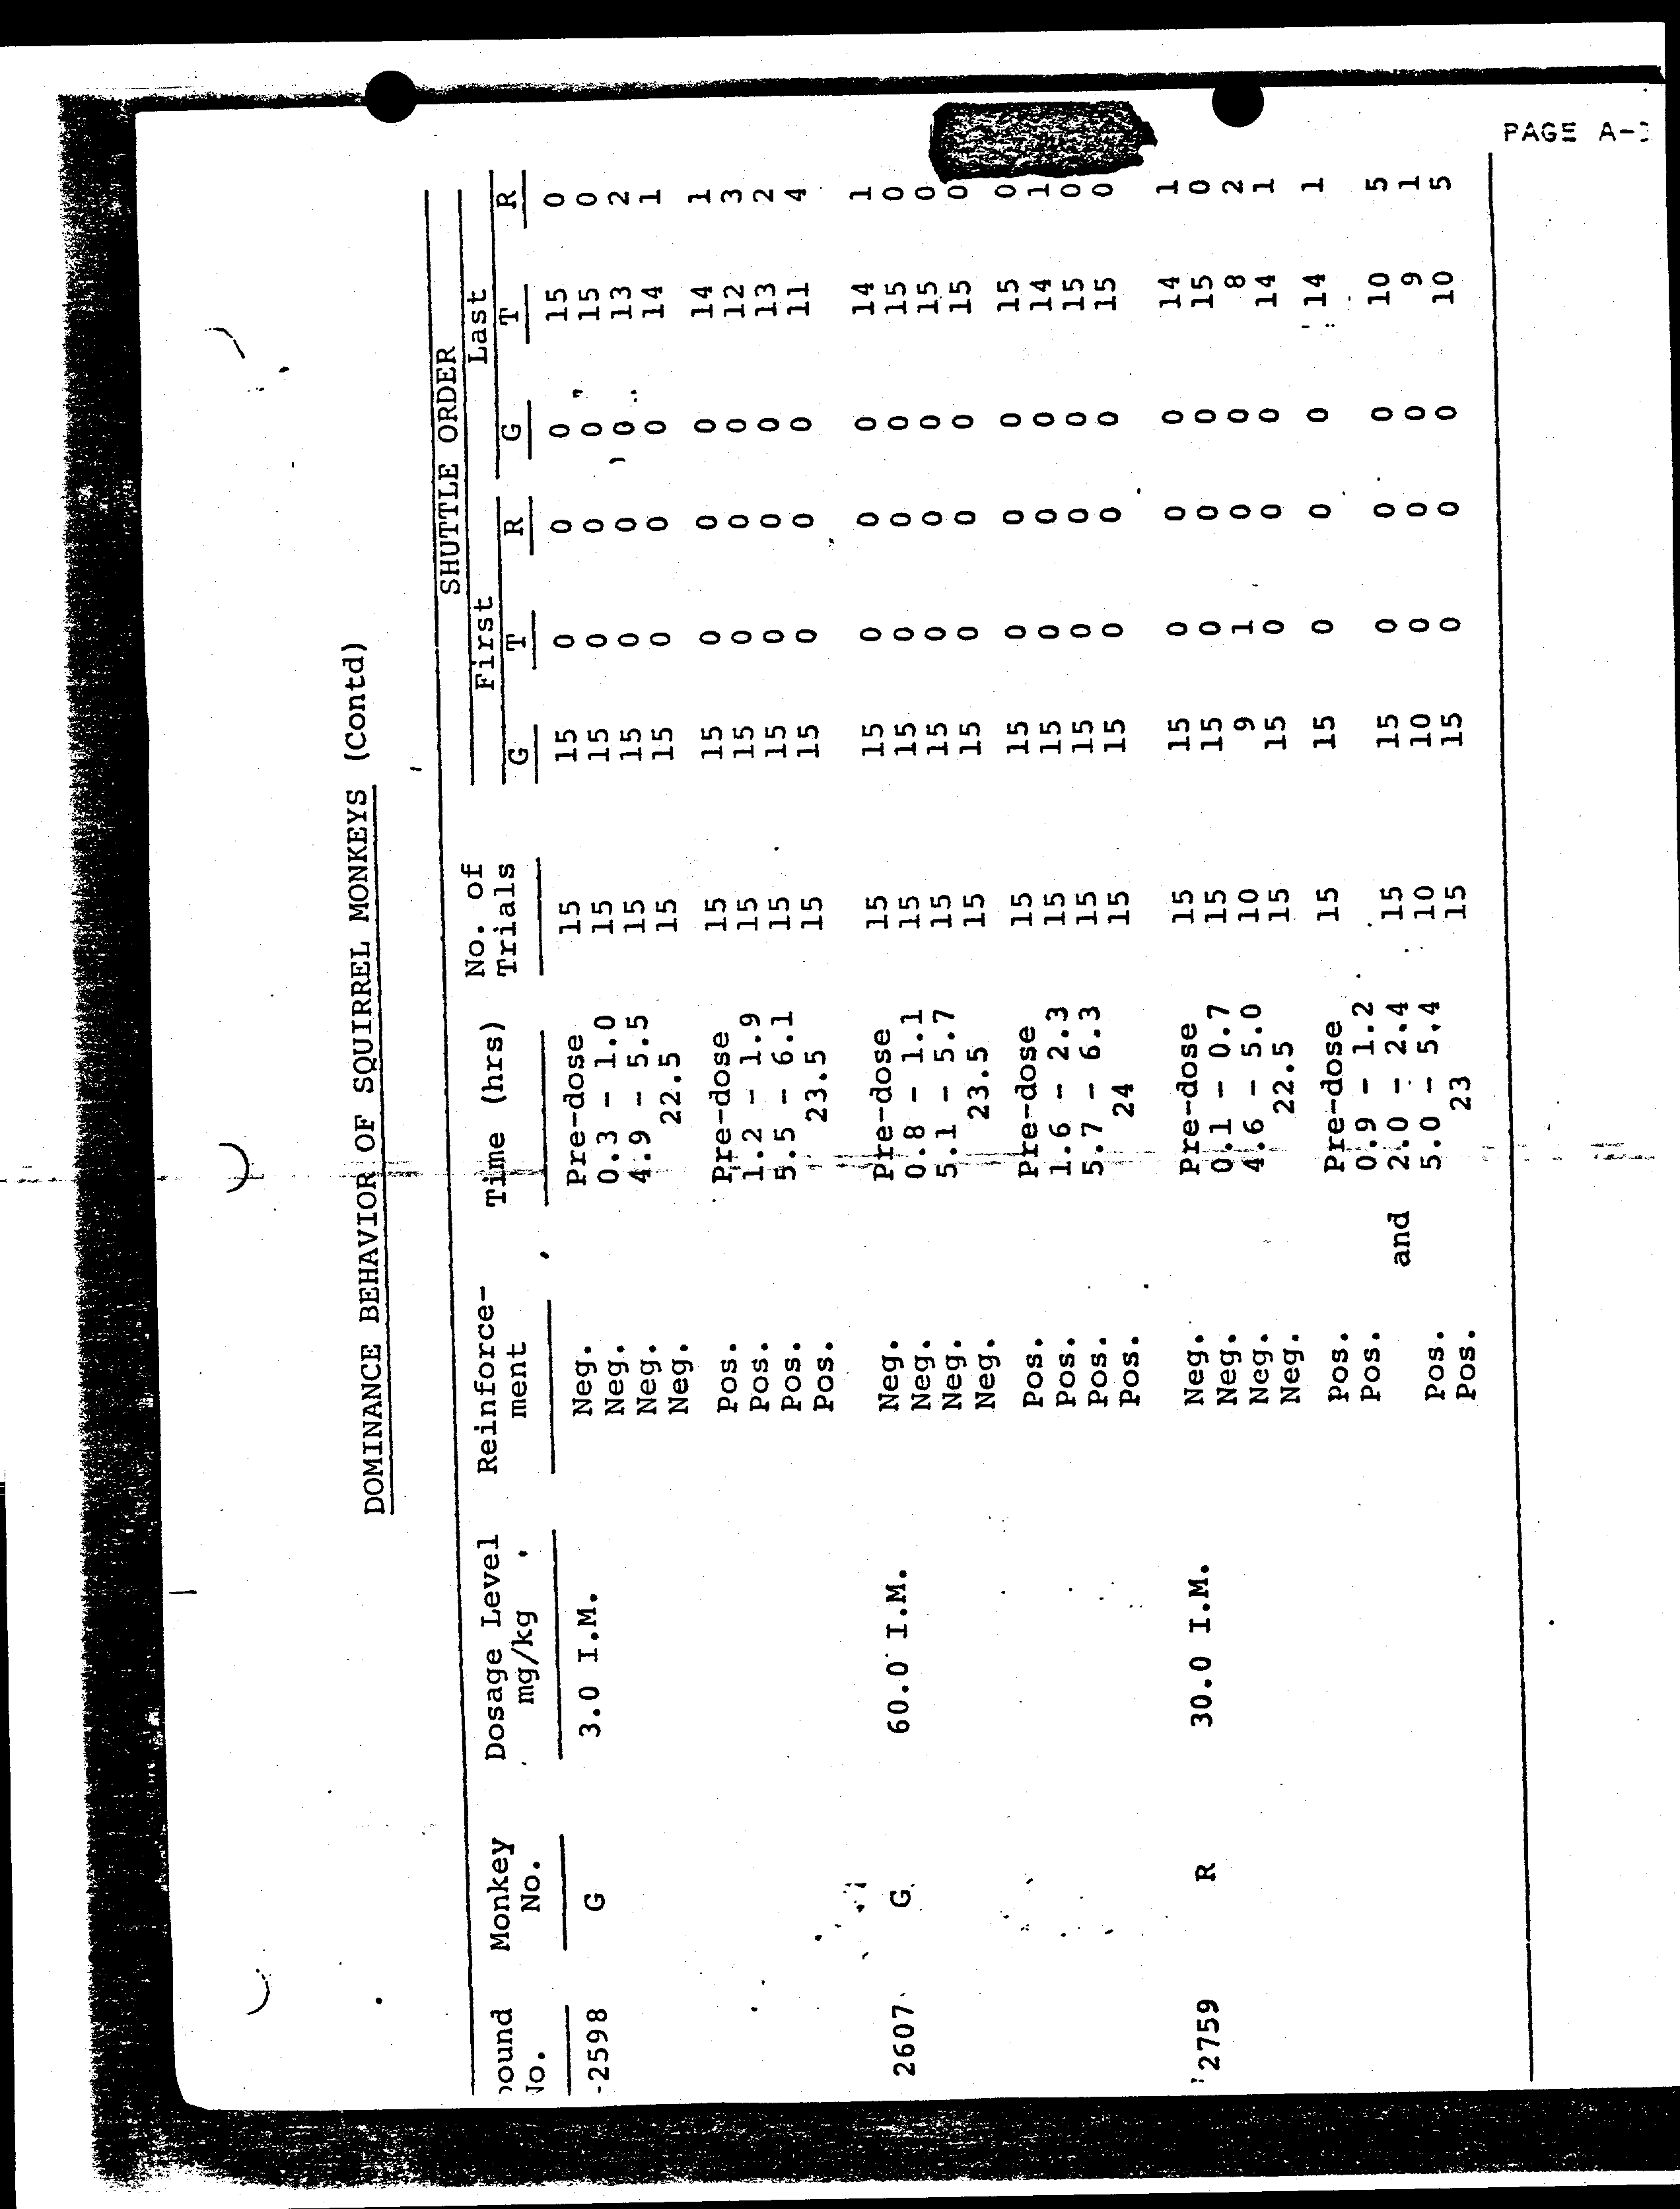 DOMINANCE BEHAVIOR OF SQUIRREL MONKEYS (Contd)
SHUTTLE ORDER
First Last
ound Monkey Dosage Level Reinforce- Time (hrs) No. of
No. No. mg/kg ment Trials G T R G T R
-2598 G 3.0 I.M. Neg. Pre-dose 15 15 0 0 0 15 0
Neg. 0.3 - 1.0 15 15 0 0 0 15 0
Neg. 4.9 - 5.5 15 15 0 0 0 13 2
Neg. 22.5 15 15 0 0 0 14 1
Pos. Pre-dose 15 15 0 0 0 14 1
Pos. 1.2 - 1.9 15 15 0 0 0 12 3
Pos. 5.5 - 6.1 15 15 0 0 0 13 2
Pos. 23.5 15 15 0 0 0 11 4
2607 G 60.0 I.M. Neg. Pre-dose 15 15 0 0 0 14 1
Neg. 0.8 - 1.1 15 15 0 0 0 15 0
Neg. 5.1 - 5.7 15 15 0 0 0 15 0
Neg. 23.5 15 15 0 0 0 15 0
Pos. Pre-dose 15 15 0 0 0 15 0
Pos. 1.6 - 2.3 15 15 0 0 0 14 1
Pos. 5.7 - 6.3 15 15 0 0 0 15 0
Pos. 24 15 15 0 0 0 15 0
2759 R 30.0 I.M. Neg. Pre-dose 15 15 0 0 0 14 1
Neg. 0.1 - 0.7 15 15 0 0 0 15 0
Neg. 4.6 - 5.0 10 9 1 0 0 8 2
Neg. 22.5 15 15 0 0 0 14 1
Pos. Pre-dose 15 15 0 0 0 14 1
Pos. 0.9 - 1.2
and 2.0 - 2.4 15 15 0 0 0 10 5
Pos. 5.0 - 5.4 10 10 0 0 0 9 1
Pos. 23 15 15 0 0 0 10 5
PAGE A-